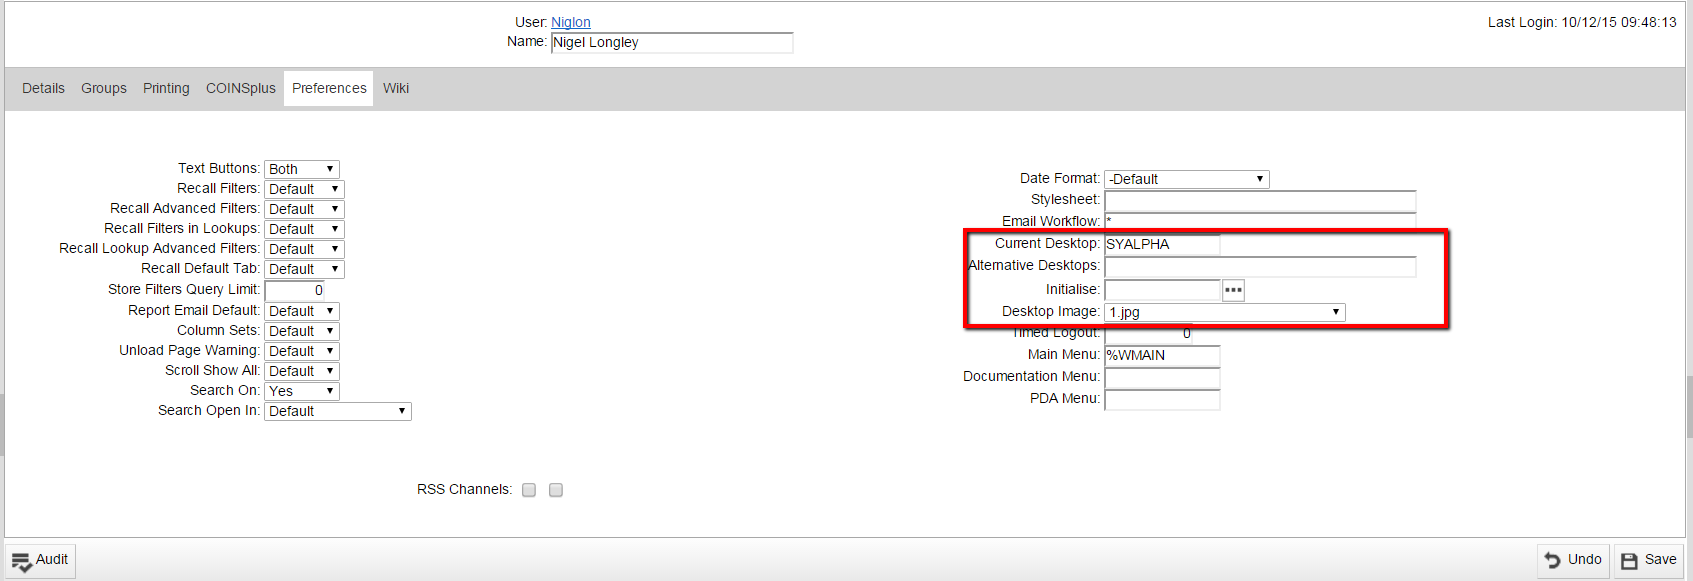 User: Niglon
Last Login: 10/12/15 09:48:13
Name: Nigel Longley
Details Groups Printing COINSplus Preferences Wiki
Text Buttons: Both
Recall Filters: Default
Recall Advanced Filters: Default
Recall Filters in Lookups: Default
Recall Lookup Advanced Filters: Default
Recall Default Tab: Default
Store Filters Query Limit: 0
Report Email Default: Default
Column Sets: Default
Unload Page Warning: Default
Scroll Show All: Default
Search On: Yes
Search Open In: Default
Date Format: -Default
Stylesheet:
Email Workflow: *
Current Desktop: SYALPHA
Alternative Desktops:
Initialise:
Desktop Image: 1.jpg
Timed Logout: 0
Main Menu: %WMAIN
Documentation Menu:
PDA Menu:
RSS Channels:
Audit
Undo
Save